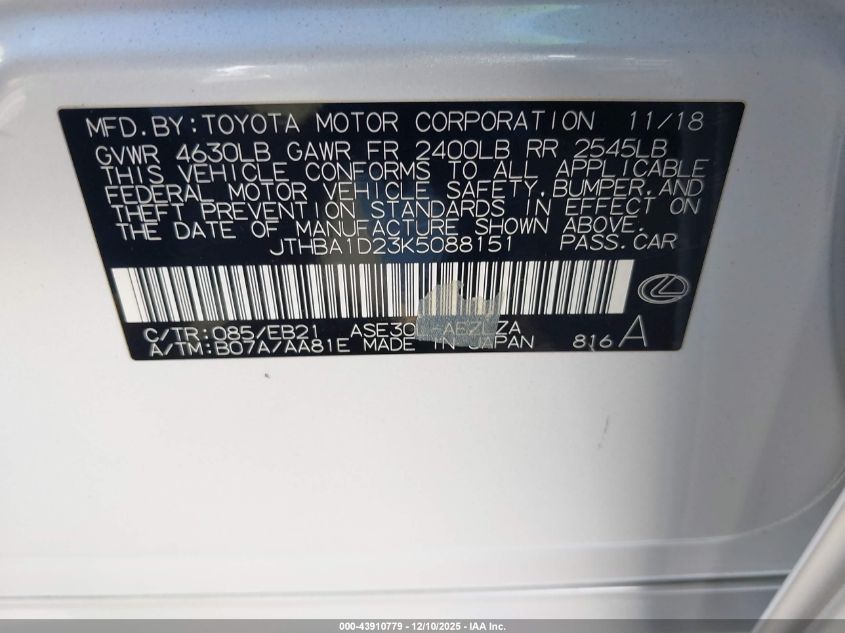 MFD.BY:TOYOTA MOTOR CORPORATION 11/18
GVWR 4630LB GAWR FR 2400LB RR 2545LB
THIS VEHICLE CONFORMS TO ALL APPLICABLE
FEDERAL MOTOR VEHICLE SAFETY,BUMPER,AND
THEFT PREVENTION STANDARDS IN EFFECT ON
THE DATE OF MANUFACTURE SHOWN ABOVE.
JTHBA1D23K5088151 PASS.CAR
C/TR:085/EB21
A/TM:B07A/AA81E MADE IN JAPAN 816 A
000-43910779 - 12/10/2025 - IAA Inc.